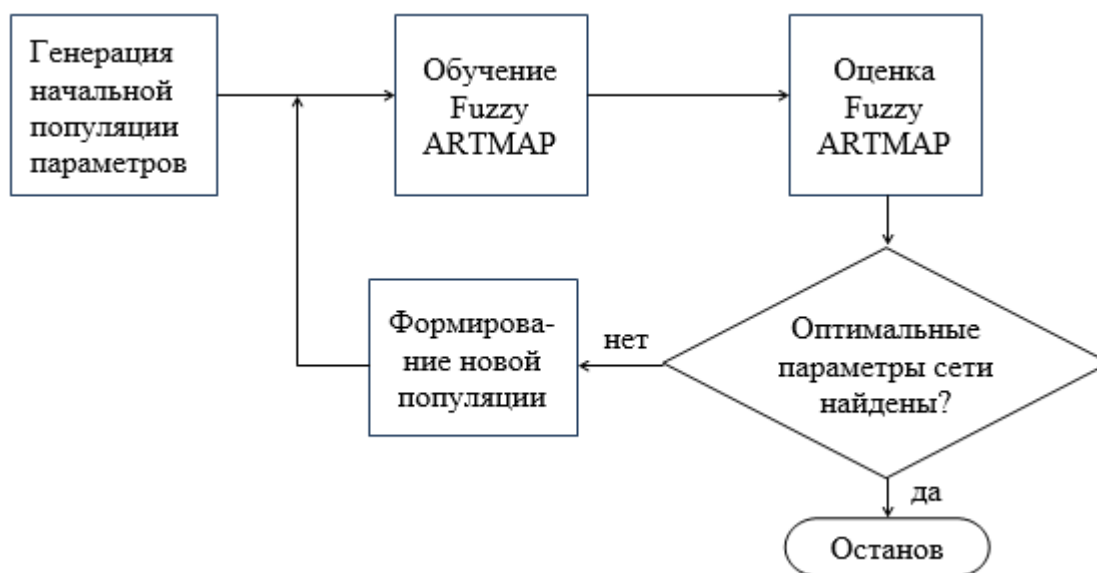 Генерация
начальной
популяции
параметров
Обучение
Fuzzy
ARTMAP
Оценка
Fuzzy
ARTMAP
Формирова-
ние новой
популяции
нет
Оптимальные
параметры сети
найдены?
да
Останов